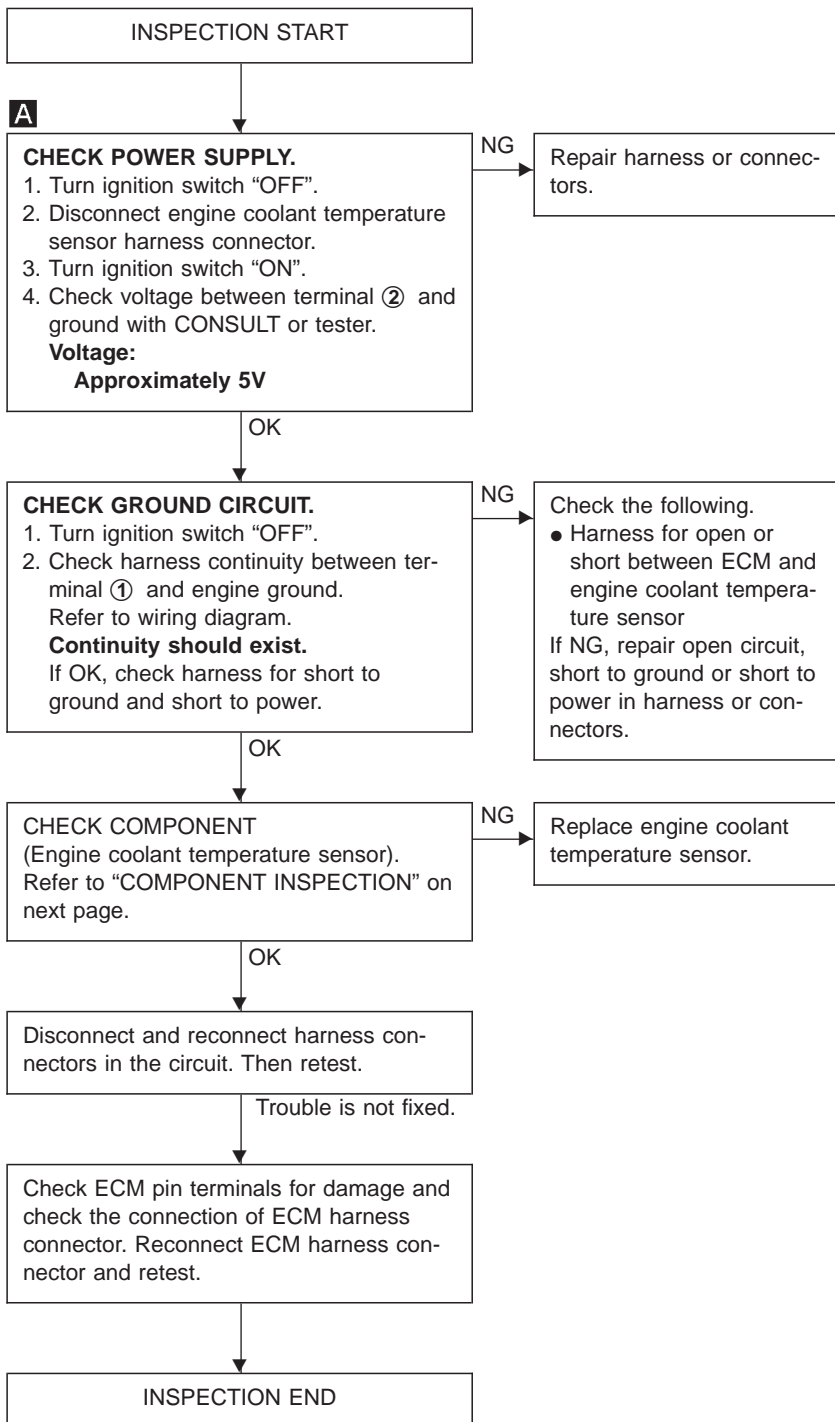 INSPECTION START
A
CHECK POWER SUPPLY.
1. Turn ignition switch “OFF”.
2. Disconnect engine coolant temperature
sensor harness connector.
3. Turn ignition switch “ON”.
4. Check voltage between terminal ② and
ground with CONSULT or tester.
Voltage:
Approximately 5V
NG
Repair harness or connec-
tors.
OK
CHECK GROUND CIRCUIT.
1. Turn ignition switch “OFF”.
2. Check harness continuity between ter-
minal ① and engine ground.
Refer to wiring diagram.
Continuity should exist.
If OK, check harness for short to
ground and short to power.
NG
Check the following.
● Harness for open or
short between ECM and
engine coolant tempera-
ture sensor
If NG, repair open circuit,
short to ground or short to
power in harness or con-
nectors.
OK
CHECK COMPONENT
(Engine coolant temperature sensor).
Refer to “COMPONENT INSPECTION” on
next page.
NG
Replace engine coolant
temperature sensor.
OK
Disconnect and reconnect harness con-
nectors in the circuit. Then retest.
Trouble is not fixed.
Check ECM pin terminals for damage and
check the connection of ECM harness
connector. Reconnect ECM harness con-
nector and retest.
INSPECTION END